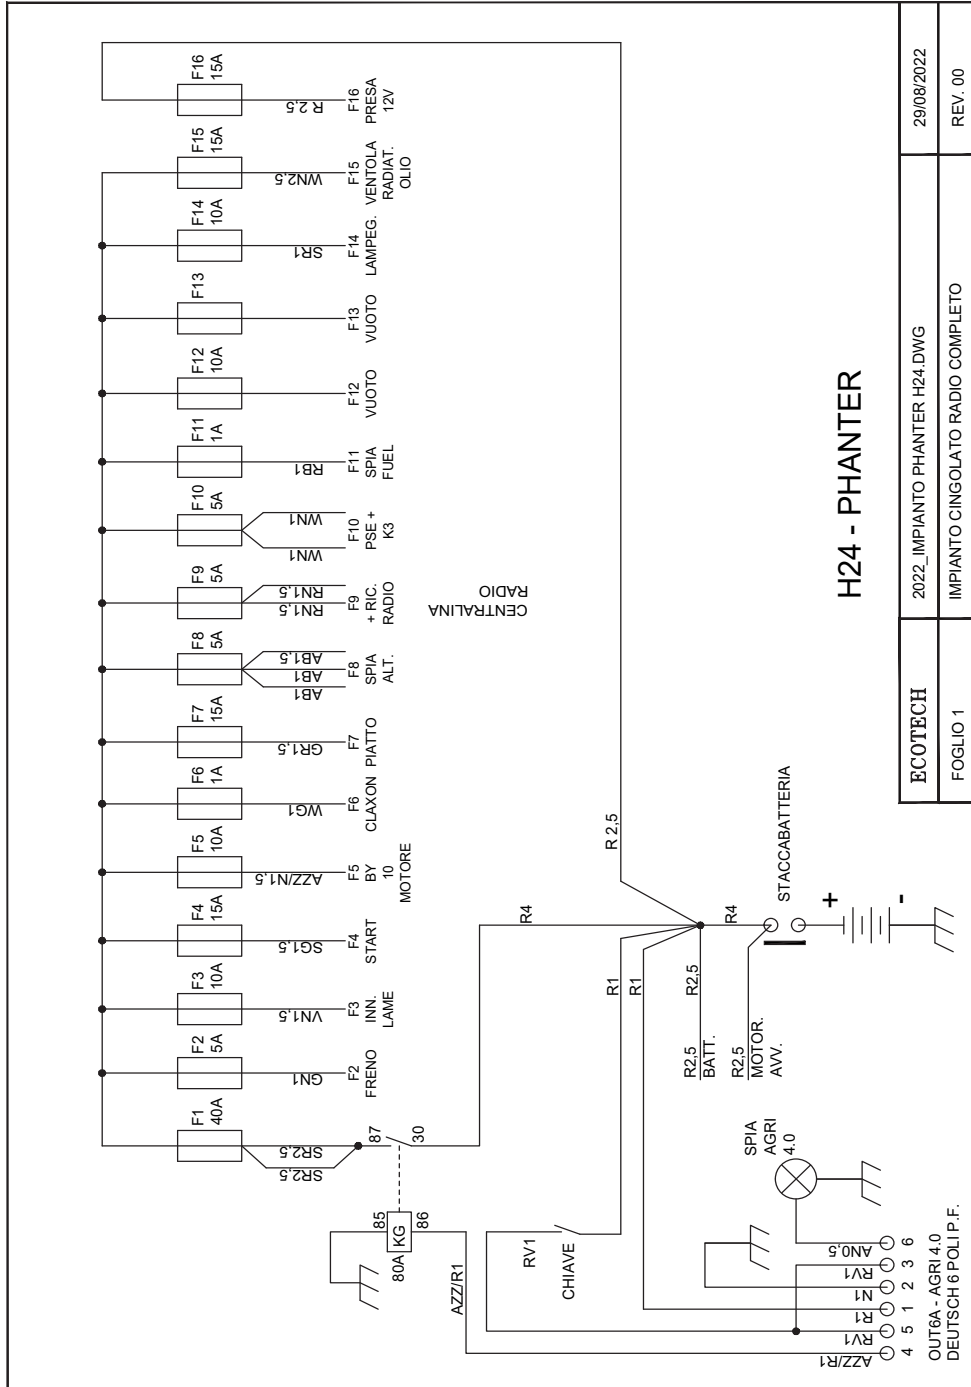 F1
40A
SR2,5
SR2,5
F2
5A
GN1
F2
FRENO
F3
10A
VN1,5
F3
INN.
LAME
F4
15A
SG1,5
F4
START
F5
10A
AZZ/N1,5
F5
BY
10
MOTORE
F6
1A
WG1
F6
CLAXON
F7
15A
GR1,5
F7
PIATTO
F8
5A
AB1
AB1
AB1,5
F8
SPIA
ALT.
F9
5A
RN1,5
RN1,5
F9
+ RIC.
RADIO
CENTRALINA
RADIO
F10
5A
WN1
WN1
F10
PSE +
K3
F11
1A
RB1
F11
SPIA
FUEL
F12
10A
F12
VUOTO
F13
F13
VUOTO
F14
10A
SR1
F14
LAMPEG.
F15
15A
WN2,5
F15
VENTOLA
RADIAT.
OLIO
F16
15A
R 2,5
F16
PRESA
12V
87
30
85
86
KG
80A
AZZ/R1
RV1
CHIAVE
R4
R1
R1
R2,5
R 2,5
R4
R2,5
BATT.
R2,5
MOTOR.
AVV.
STACCABATTERIA
+
-
SPIA
AGRI
4.0
AZZ/R1
RV1
R1
N1
RV1
AN0,5
4
5
1
2
3
6
OUT6A - AGRI 4.0
DEUTSCH 6 POLI P.F.
H24 - PHANTER
ECOTECH
2022_IMPIANTO PHANTER H24.DWG
29/08/2022
FOGLIO 1
IMPIANTO CINGOLATO RADIO COMPLETO
REV. 00